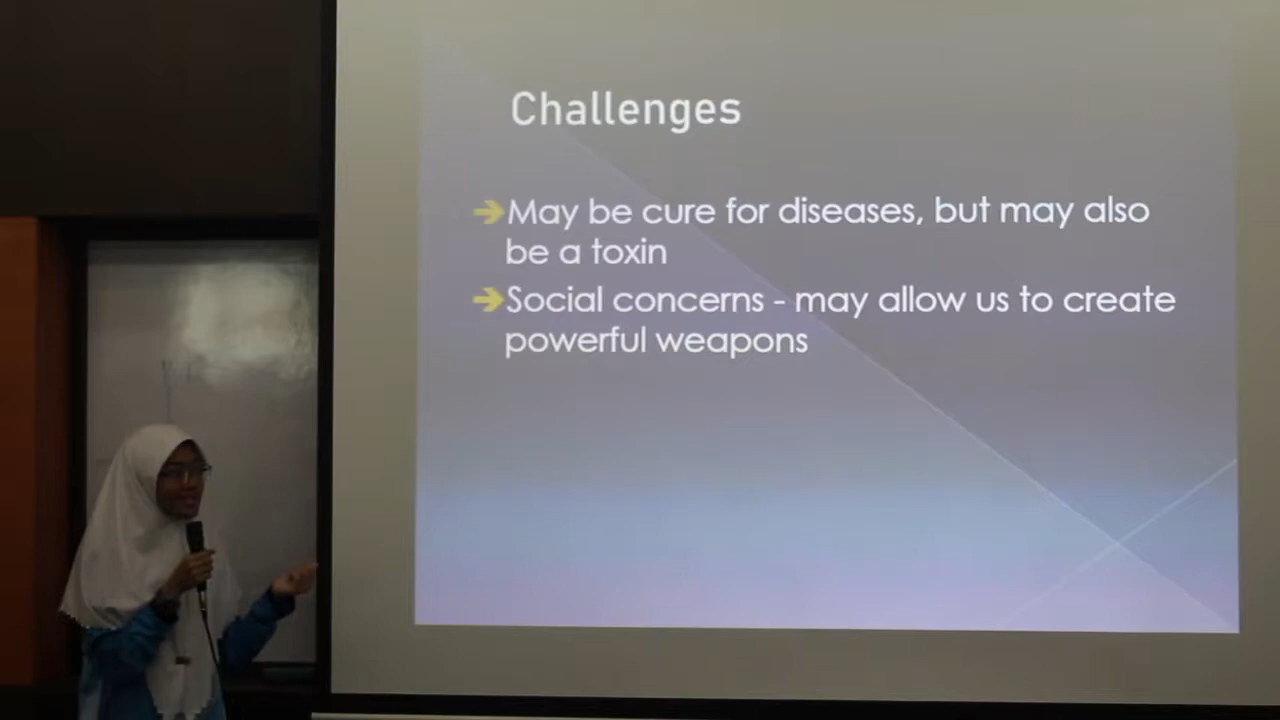 Challenges
May be cure for diseases, but may also
be a toxin
Social concerns - may allow us to create
powerful weapons